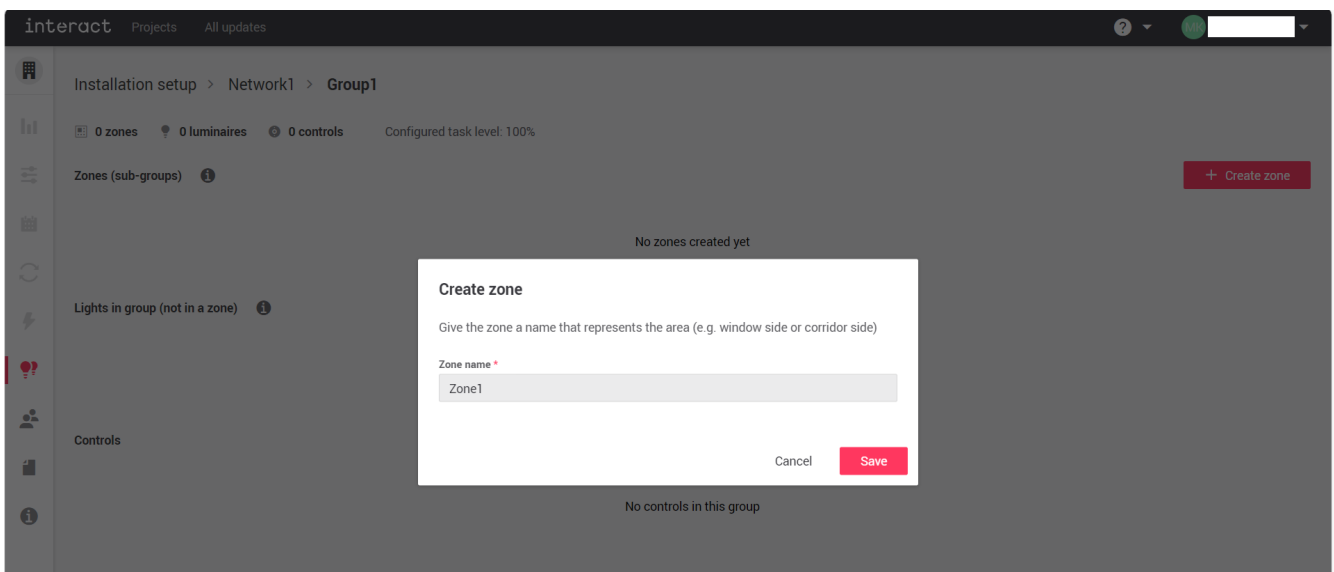 interact Projects All updates ? MK
Installation setup > Network1 > Group1
0 zones 0 luminaires 0 controls Configured task level: 100%
Zones (sub-groups) i + Create zone
No zones created yet
Create zone
Lights in group (not in a zone) i
Give the zone a name that represents the area (e.g. window side or corridor side)
Zone name *
Zone1
Controls
Cancel Save
No controls in this group